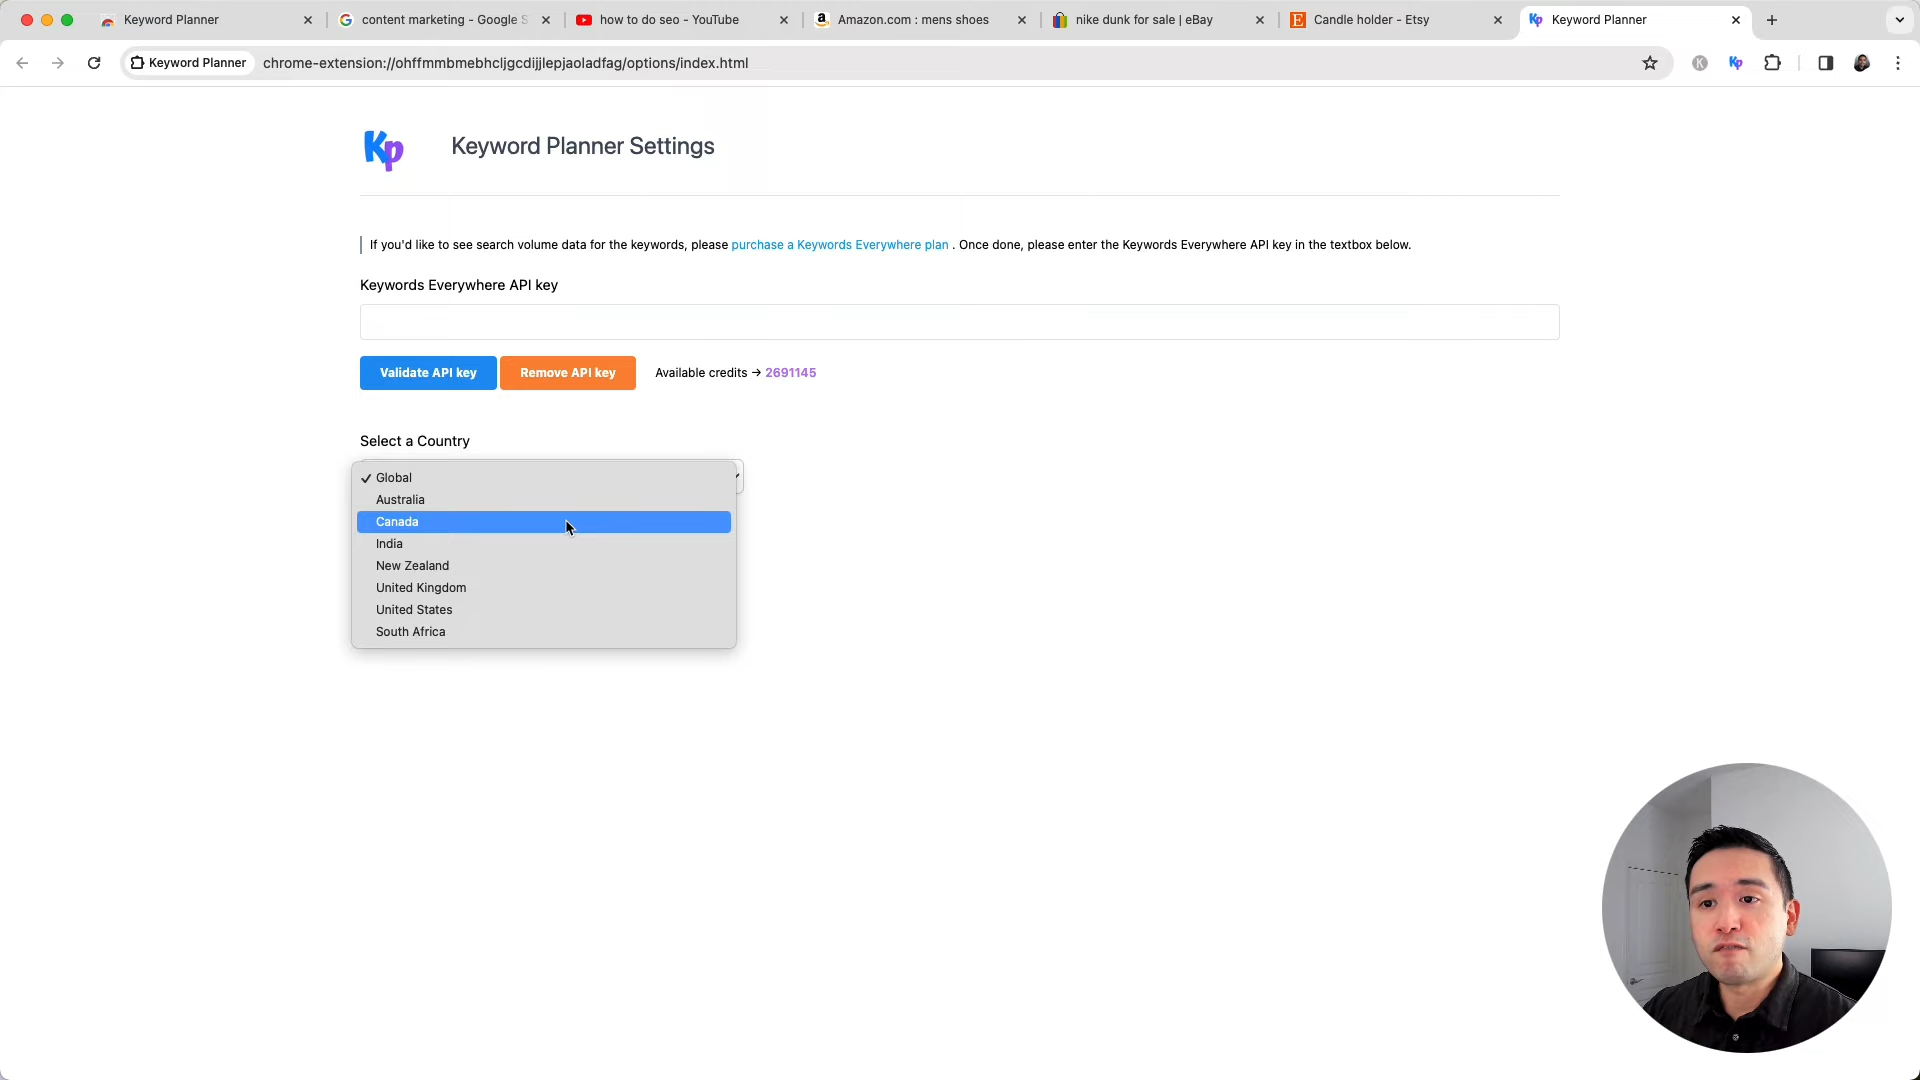 Keyword Planner
content marketing - Google S
how to do seo - YouTube
Amazon.com : mens shoes
nike dunk for sale | eBay
Candle holder - Etsy
Keyword Planner
Keyword Planner
chrome-extension://ohffmmbmebhcljgcdijjlepjaoladfag/options/index.html
K
Kp
Kp
Keyword Planner Settings
If you'd like to see search volume data for the keywords, please purchase a Keywords Everywhere plan . Once done, please enter the Keywords Everywhere API key in the textbox below.
Keywords Everywhere API key
Validate API key
Remove API key
Available credits → 2691145
Select a Country
✓ Global
Australia
Canada
India
New Zealand
United Kingdom
United States
South Africa